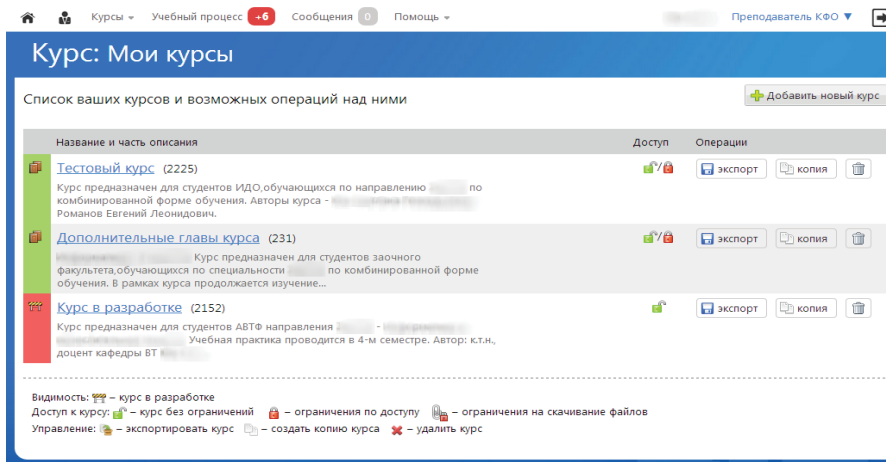 Курсы Учебный процесс +6 Сообщения 0 Помощь Преподаватель КФО ▼
Курс: Мои курсы
Список ваших курсов и возможных операций над ними Добавить новый курс
Название и часть описания Доступ Операции
Тестовый курс (2225) / экспорт копия
Курс предназначен для студентов ИДО,обучающихся по направлению по
комбинированной форме обучения. Авторы курса -
Романов Евгений Леонидович.
Дополнительные главы курса (231) / экспорт копия
Курс предназначен для студентов заочного
факультета,обучающихся по специальности по комбинированной форме
обучения. В рамках курса продолжается изучение...
Курс в разработке (2152) экспорт копия
Курс предназначен для студентов АВТФ направления -
Учебная практика проводится в 4-м семестре. Автор: к.т.н.,
доцент кафедры ВТ
Видимость: – курс в разработке
Доступ к курсу: – курс без ограничений – ограничения по доступу – ограничения на скачивание файлов
Управление: – экспортировать курс – создать копию курса – удалить курс